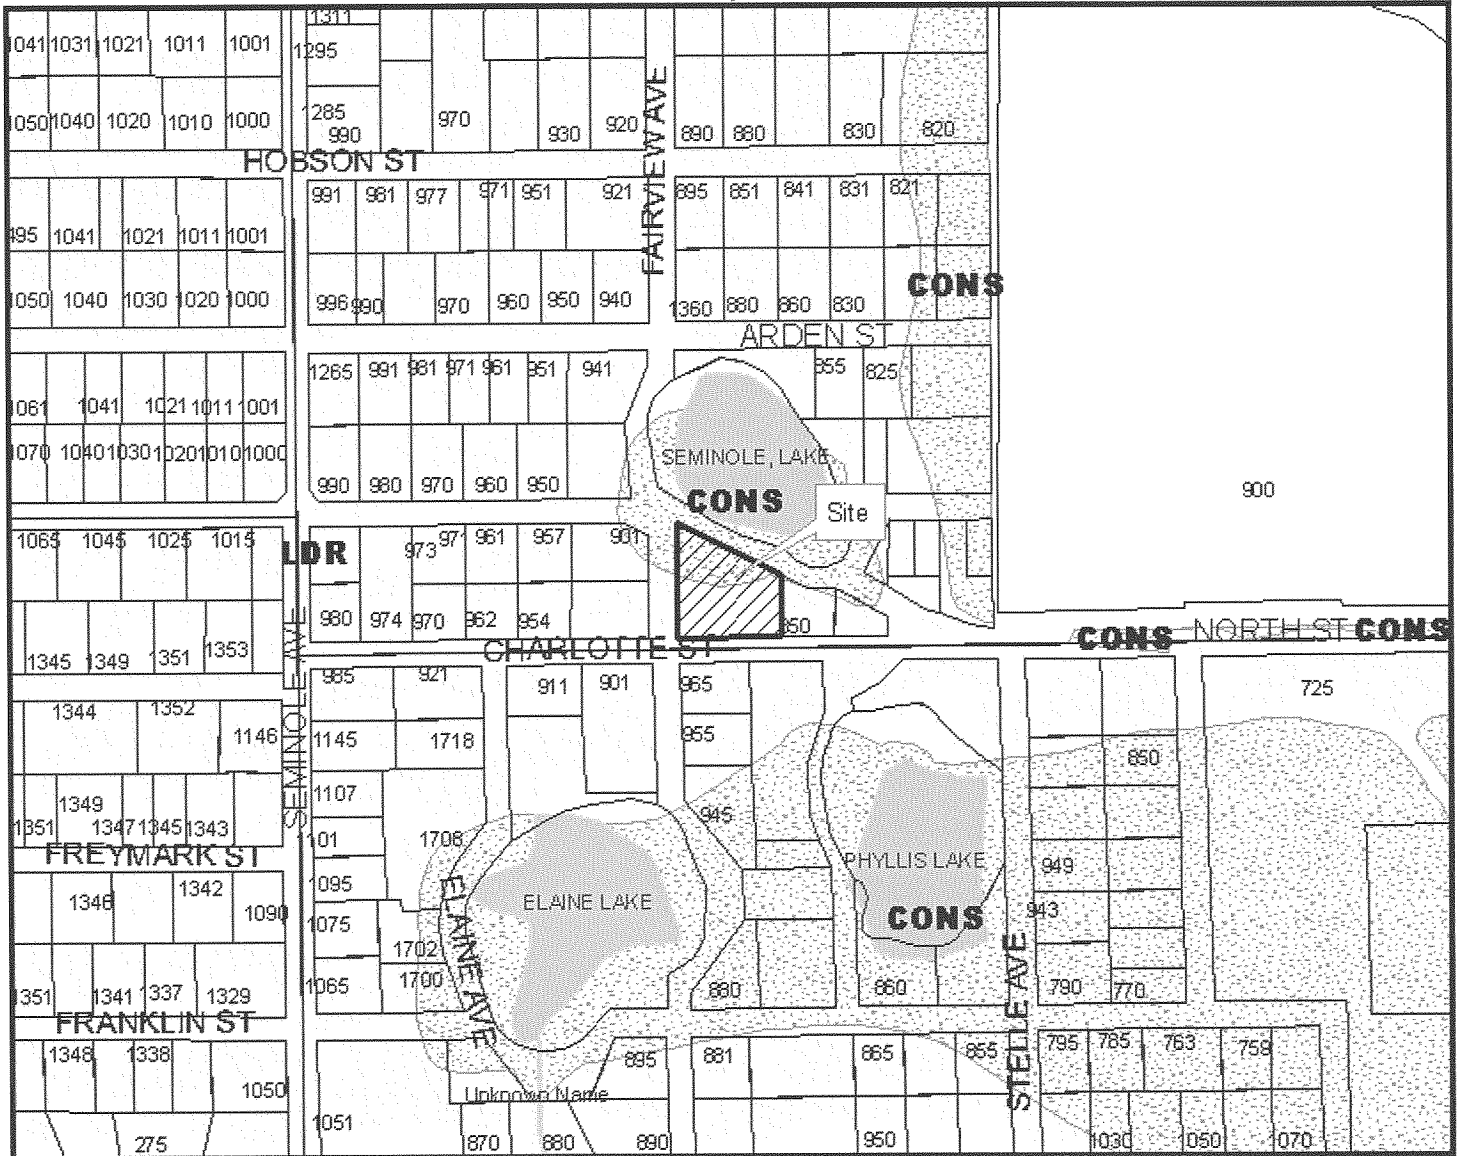 1311
1041 1031 1021 1011 1001
1295
1050 1040 1020 1010 1000
1285
990 970 930 920 890 880 830 820
HOBSON ST
FAIRVIEW AVE
991 981 977 971 951 921 895 851 841 831 821
495 1041 1021 1011 1001
CONS
1050 1040 1030 1020 1000
996 990 970 960 950 940 1360 880 860 830
ARDEN ST
1265 991 981 971 961 951 941 855 825
1061 1041 1021 1011 1001
1070 1040 1030 1020 1010 1000
SEMINOLE, LAKE
990 980 970 960 950
CONS
Site
900
1065 1045 1025 1015
LDR
973 971 961 957 901
980 974 970 962 954
850
CHARLOTTE ST
CONS
NORTH ST
CONS
SEMINOLE AVE
1345 1349 1351 1353
985 921 911 901 965
725
1344 1352 1146
1145 1718 955
850
1349
1107
1351 1347 1345 1343
1101 1708 945
FREYMARK ST
PHYLLIS LAKE
949
1346 1342 1090
1095
ELAINE LAKE
CONS
943
ELAINE AVE
1075 1702
1351 1341 1337 1329
1065 1700
880 860 790 770
STELLE AVE
FRANKLIN ST
1348 1338 1050
895 881 865 855 795 785 763 759
Unknown Name
1051
275
870 880 890 950 1030 1050 1070